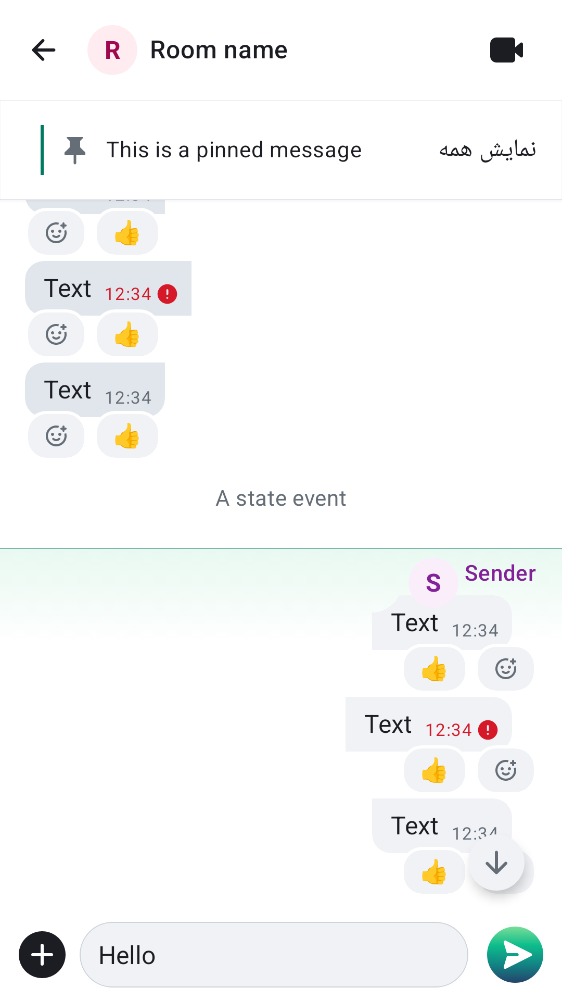 R Room name
This is a pinned message نمایش همه
Text 12:34
Text 12:34
A state event
S Sender
Text 12:34
Text 12:34
Text 12:34
Hello